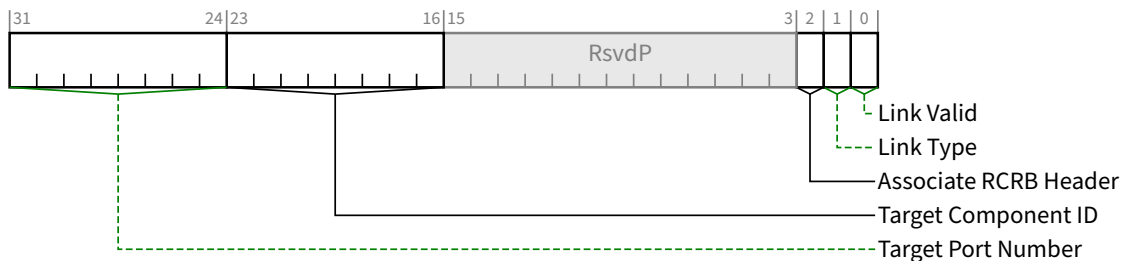 31 24 23 16 15 3 2 1 0
RsvdP
Link Valid
Link Type
Associate RCRB Header
Target Component ID
Target Port Number